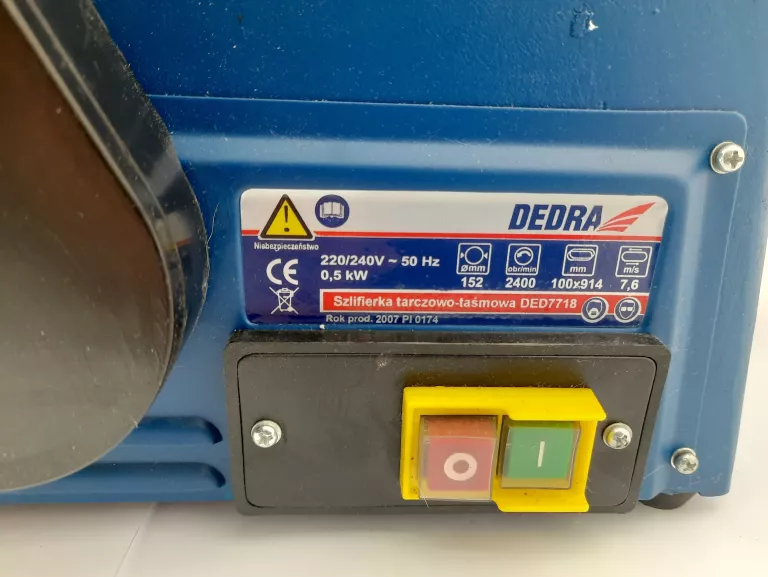 DEDRA
Niebezpieczeństwo
220/240V ~ 50 Hz
0,5 kW
CE
ømm obr/min mm m/s
152 2400 100x914 7,6
Szlifierka tarczowo-taśmowa DED7718
Rok prod. 2007 PI 0174
O I